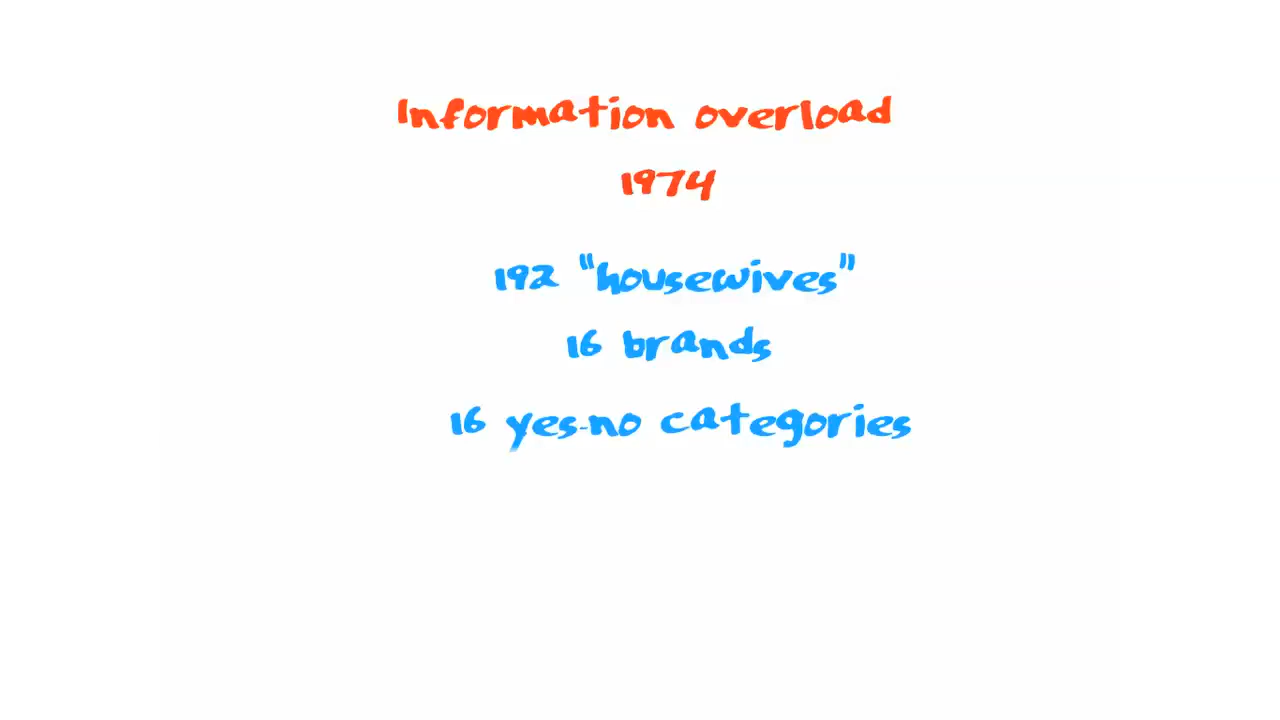 Information overload
1974
192 "housewives"
16 brands
16 yes-no categories